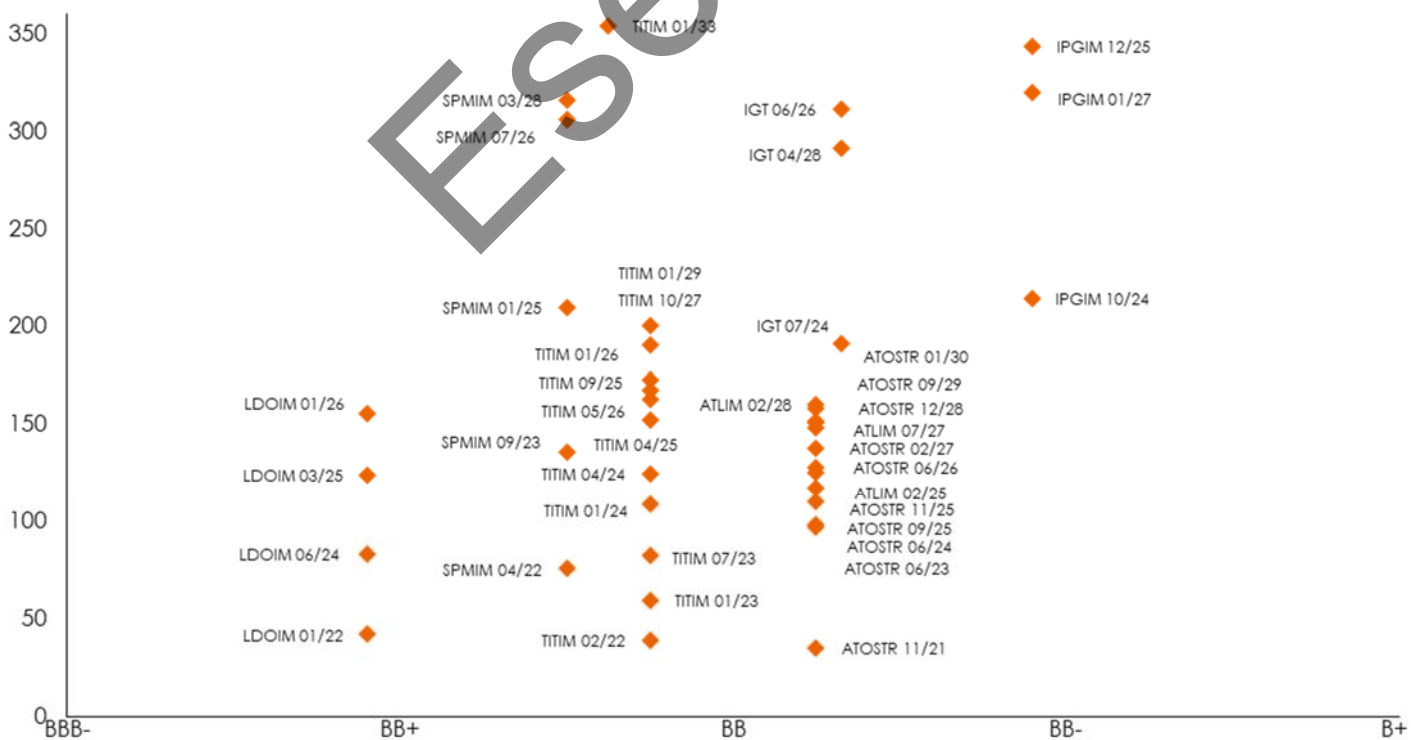 350
TITIM 01/33
IPGIM 12/25
SPMIM 03/28
IGT 06/26
IPGIM 01/27
300
SPMIM 07/26
IGT 04/28
250
TITIM 01/29
TITIM 10/27
SPMIM 01/25
IPGIM 10/24
200
IGT 07/24
TITIM 01/26
ATOSTR 01/30
TITIM 09/25
ATOSTR 09/29
LDOIM 01/26
TITIM 05/26
ATLIM 02/28
ATOSTR 12/28
150
ATLIM 07/27
SPMIM 09/23
TITIM 04/25
ATOSTR 02/27
LDOIM 03/25
TITIM 04/24
ATOSTR 06/26
ATLIM 02/25
100
TITIM 01/24
ATOSTR 11/25
ATOSTR 09/25
LDOIM 06/24
TITIM 07/23
ATOSTR 06/24
SPMIM 04/22
ATOSTR 06/23
50
TITIM 01/23
LDOIM 01/22
TITIM 02/22
ATOSTR 11/21
0
BBB-
BB+
BB
BB-
B+
Ese